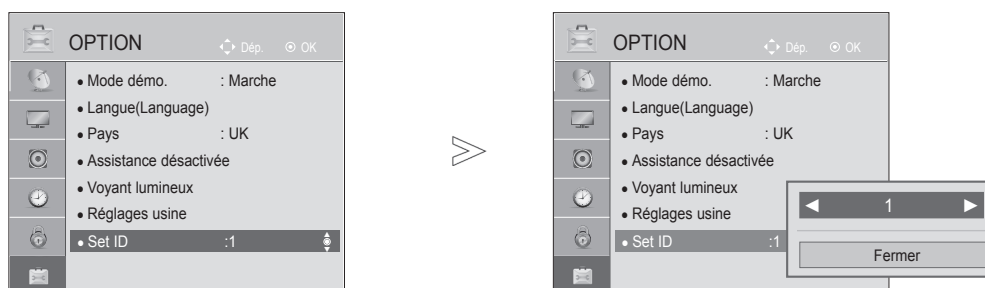 OPTION
Dép. OK
• Mode démo. : Marche
• Langue(Language)
• Pays : UK
• Assistance désactivée
• Voyant lumineux
• Réglages usine
• Set ID :1
OPTION
Dép. OK
• Mode démo. : Marche
• Langue(Language)
• Pays : UK
• Assistance désactivée
• Voyant lumineux
• Réglages usine
• Set ID :1
◄ 1 ►
Fermer